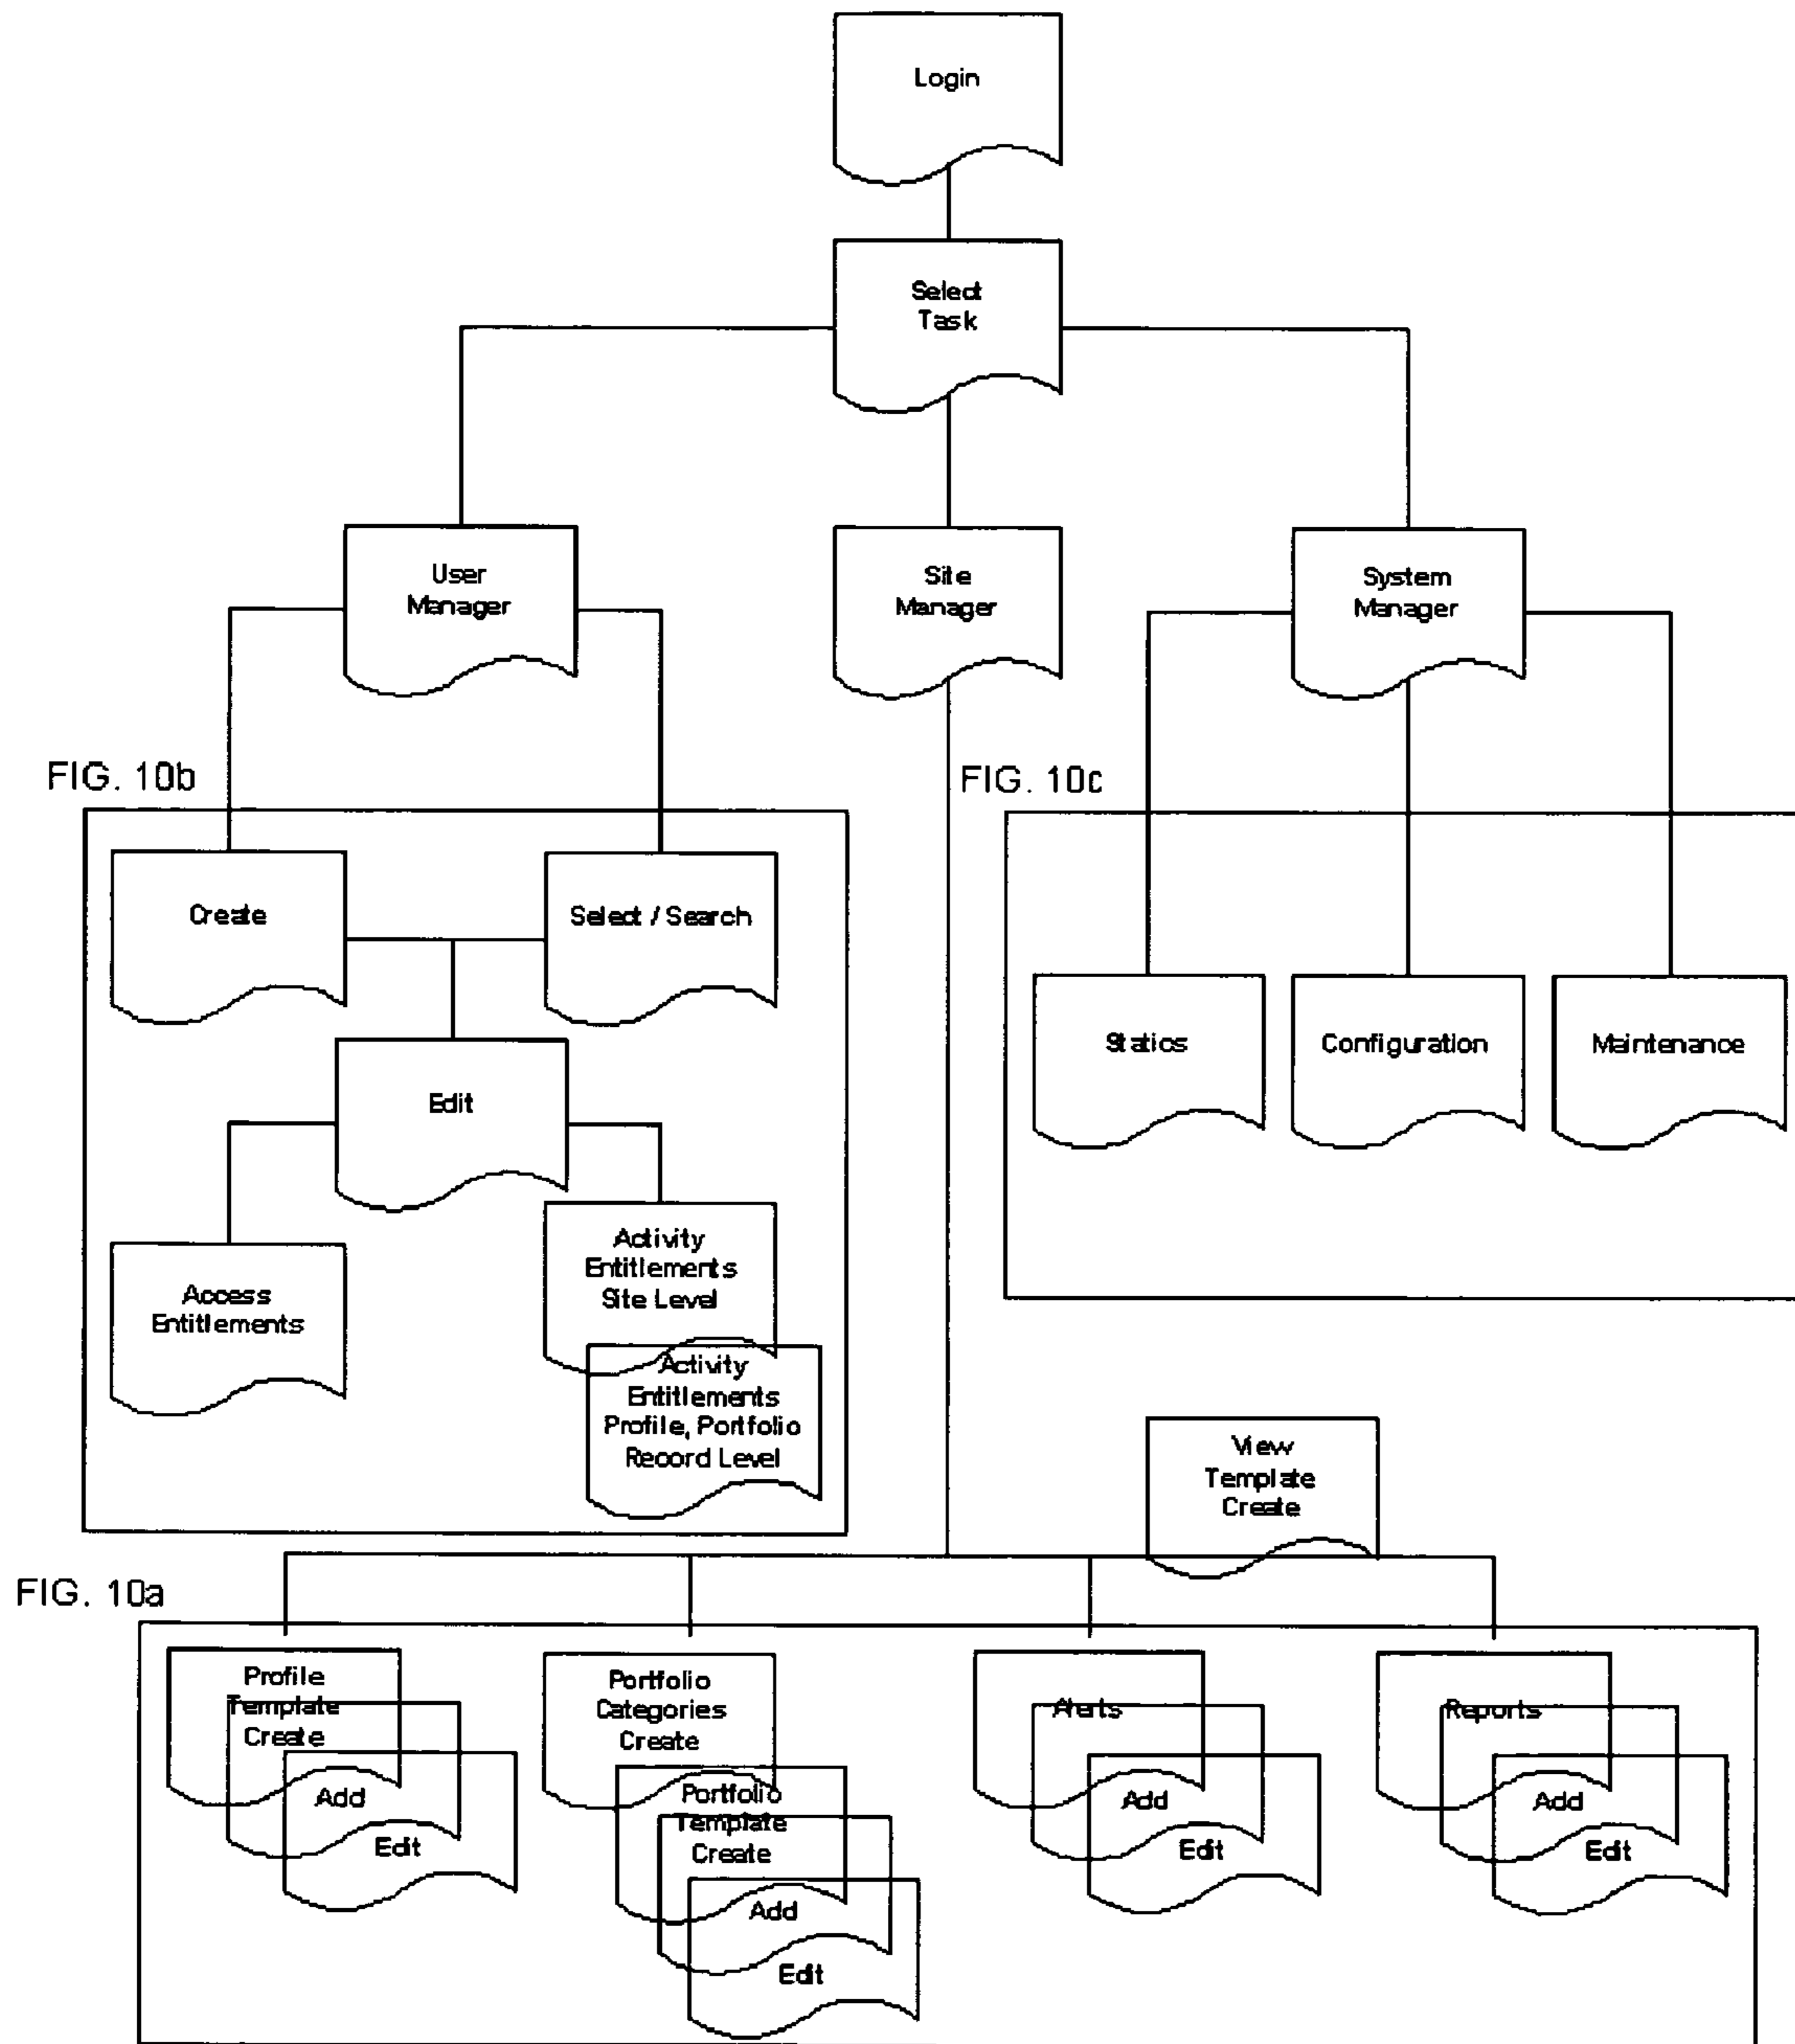 Login
Select
Task
User
Manager
Site
Manager
System
Manager
FIG. 10b
FIG. 10c
Create
Select / Search
Edit
Access
Entitlements
Activity
Entitlements
Site Level
Activity
Entitlements
Profile, Portfolio
Record Level
Statics
Configuration
Maintenance
View
Template
Create
FIG. 10a
Profile
Template
Create
Add
Edit
Portfolio
Categories
Create
Portfolio
Template
Create
Add
Edit
Alerts
Add
Edit
Reports
Add
Edit